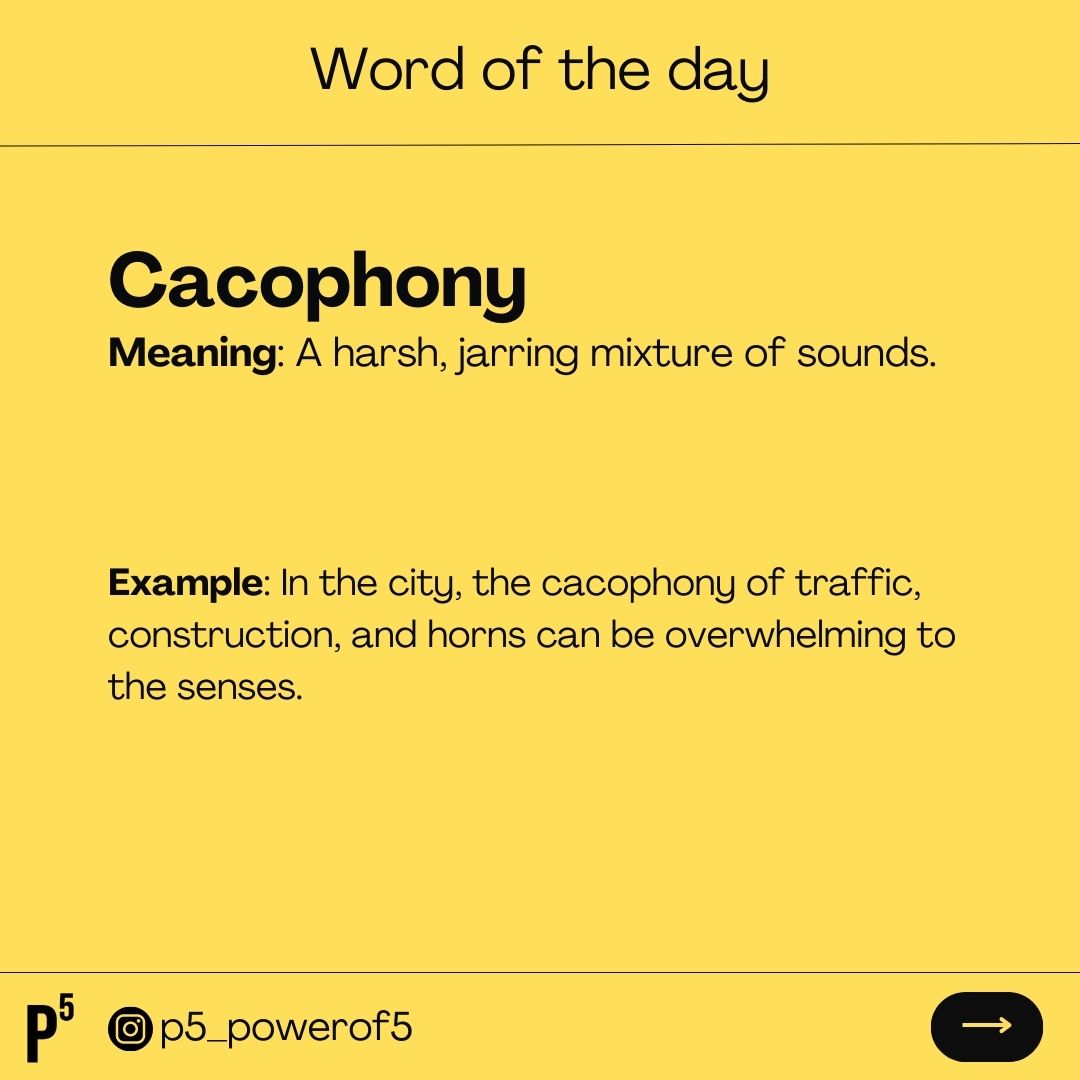 Word of the day
Cacophony
Meaning: A harsh, jarring mixture of sounds.
Example: In the city, the cacophony of traffic,
construction, and horns can be overwhelming to
the senses.
P⁵ p5_powerof5